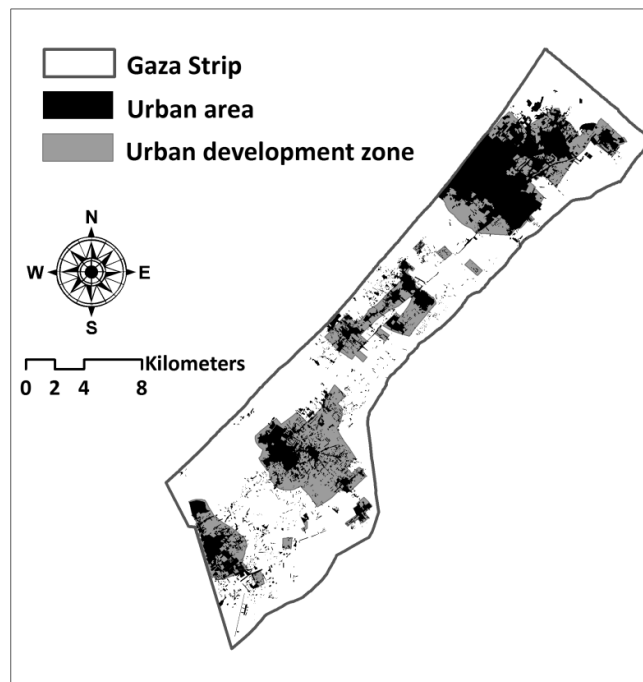 Gaza Strip
Urban area
Urban development zone
N
W E
S
Kilometers
0 2 4 8